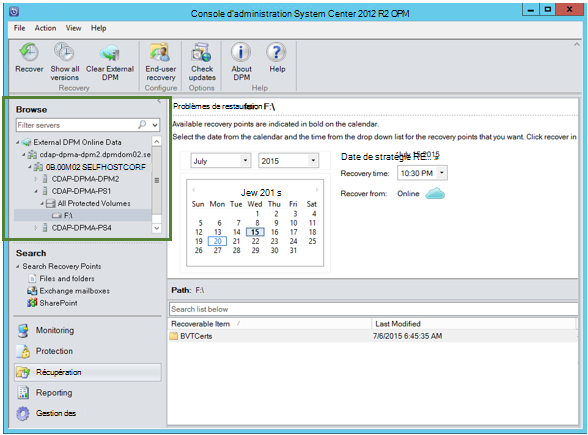 Console d'administration System Center 2012 R2 OPM
File Action View Help
Recover
Show all versions
Clear External DPM
End-user recovery
Check updates
About DPM
Help
Recovery
Configure
Options
Help
Browse
Filter servers
External DPM Online Data
cdap-dpma-dpm2.dpmdom02.se
0B.00M02 SELFHOSTCORF
CDAP-DPMA-DPM2
CDAP-DPMA-PS1
All Protected Volumes
F:\
CDAP-DPMA-PS4
Search
Search Recovery Points
Files and folders
Exchange mailboxes
SharePoint
Monitoring
Protection
Récupération
Reporting
Gestion des
Problèmes de restauration F:\
Available recovery points are indicated in bold on the calendar.
Select the date from the calendar and the time from the drop down list for the recovery points that you want. Click recover in
July
2015
Date de stratégie RE...
Recovery time: 10:30 PM
Recover from: Online
Jew 201 s
Sun Mon Tue Wed Thu Fri Sat
1 2 3 4
5 6 7 8 9 10 11
12 13 14 15 16 17 18
19 20 21 22 23 24 25
26 27 28 29 30 31
Path: F:\
Search list below
Recoverable Item / Last Modified
BVTCerts 7/6/2015 6:45:35 AM